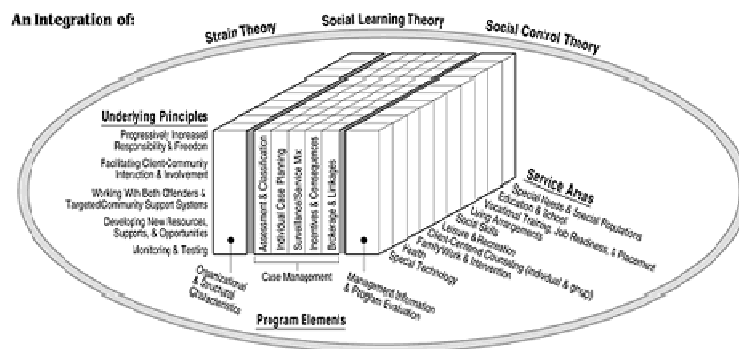 An Integration of:
Strain Theory
Social Learning Theory
Social Control Theory
Underlying Principles
Progressively Increased
Responsibility & Freedom
Facilitating Client-Community
Interaction & Involvement
Working With Both Offenders &
Targeted Community Support Systems
Developing New Resources,
Supports, & Opportunities
Monitoring & Testing
Assessment & Classification
Individual Case Planning
Surveillance/Service Mix
Incentives & Consequences
Brokerage & Linkages
Organizational
& Structural
Characteristics
Case Management
Management Information
& Program Evaluation
Program Elements
Service Areas
Special Needs & Special Populations
Education & School
Vocational Training, Job Readiness, & Placement
Living Arrangements
Social Skills
Leisure & Recreation
Client-Centered Counseling (individual & group)
Family Work & Intervention
Health
Special Technology